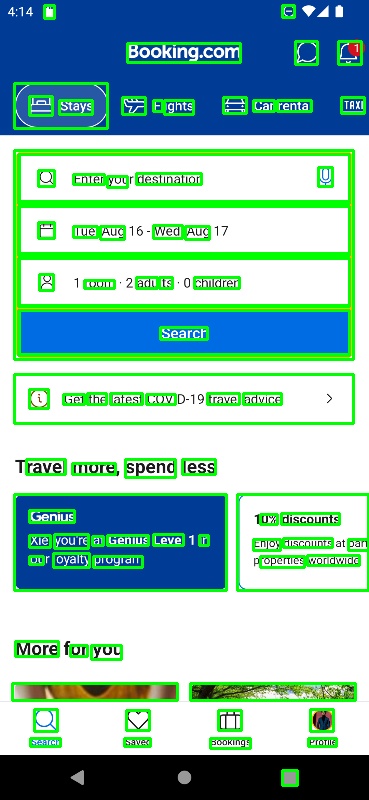 4:14
Booking.com
1
Stays
Flights
Car rental
TAXI
Enter your destination
Tue, Aug 16 - Wed, Aug 17
1 room · 2 adults · 0 children
Search
Get the latest COVID-19 travel advice
Travel more, spend less
Genius
Xie, you're at Genius Level 1 in
our loyalty program
10% discounts
Enjoy discounts at
properties worldwide
More for you
Search
Saved
Bookings
Profile